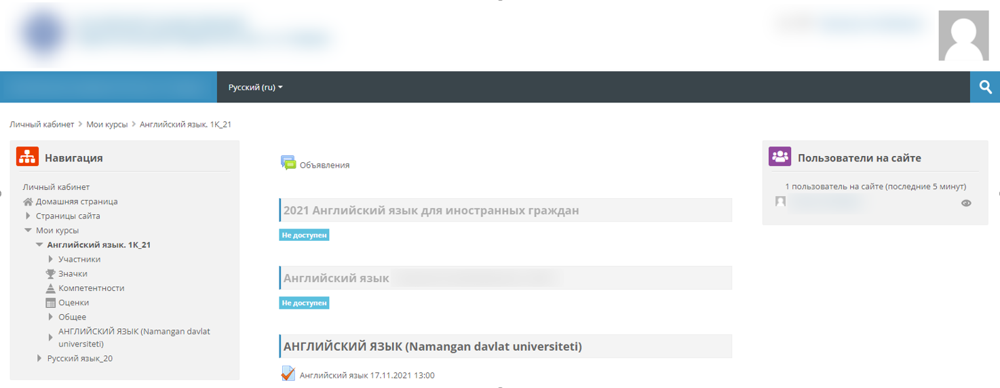 Русский (ru)
Личный кабинет > Мои курсы > Английский язык. 1К_21
Навигация
Личный кабинет
Домашняя страница
Страницы сайта
Мои курсы
Английский язык. 1К_21
Участники
Значки
Компетентности
Оценки
Общее
АНГЛИЙСКИЙ ЯЗЫК (Namangan davlat
universiteti)
Русский язык_20
Объявления
2021 Английский язык для иностранных граждан
Не доступен
Английский язык
Не доступен
АНГЛИЙСКИЙ ЯЗЫК (Namangan davlat universiteti)
Английский язык 17.11.2021 13:00
Пользователи на сайте
1 пользователь на сайте (последние 5 минут)